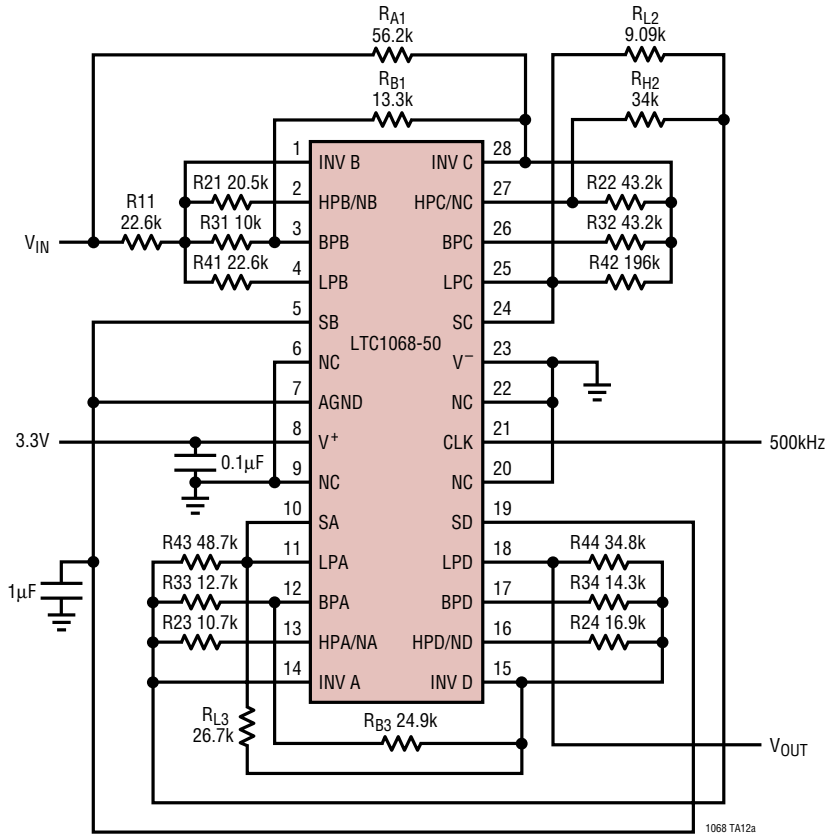 RA1
56.2k
RL2
9.09k
RB1
13.3k
RH2
34k
1 INV B INV C 28
R11
22.6k
R21 20.5k 2 HPB/NB HPC/NC 27 R22 43.2k
VIN
R31 10k 3 BPB BPC 26 R32 43.2k
R41 22.6k 4 LPB LPC 25 R42 196k
5 SB SC 24
LTC1068-50
6 NC V– 23
7 AGND NC 22
3.3V 8 V+ CLK 21 500kHz
0.1µF 9 NC NC 20
10 SA SD 19
R43 48.7k 11 LPA LPD 18 R44 34.8k
1µF
R33 12.7k 12 BPA BPD 17 R34 14.3k
R23 10.7k 13 HPA/NA HPD/ND 16 R24 16.9k
14 INV A INV D 15
RL3
26.7k
RB3 24.9k
VOUT
1068 TA12a